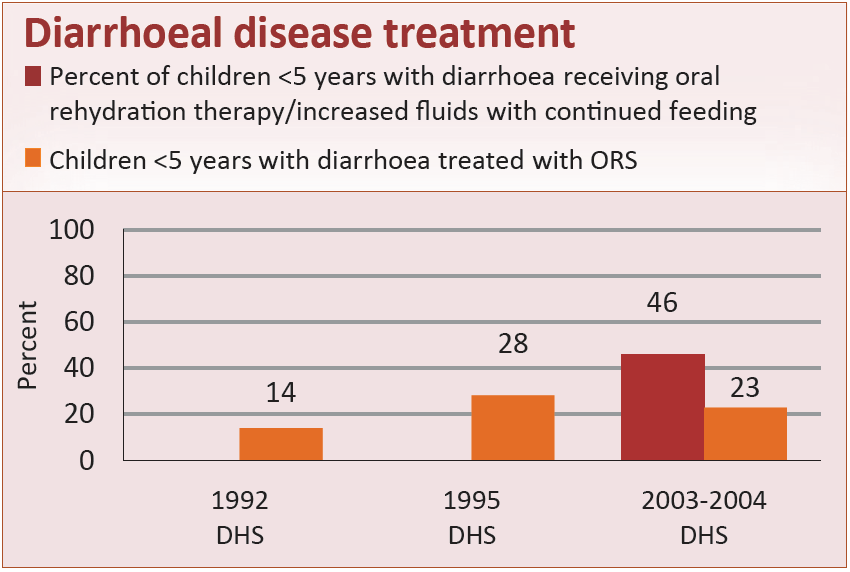 Diarrhoeal disease treatment
Percent of children <5 years with diarrhoea receiving oral
rehydration therapy/increased fluids with continued feeding
Children <5 years with diarrhoea treated with ORS
Percent
100
80
60
40
20
0
14
28
46
23
1992
DHS
1995
DHS
2003-2004
DHS